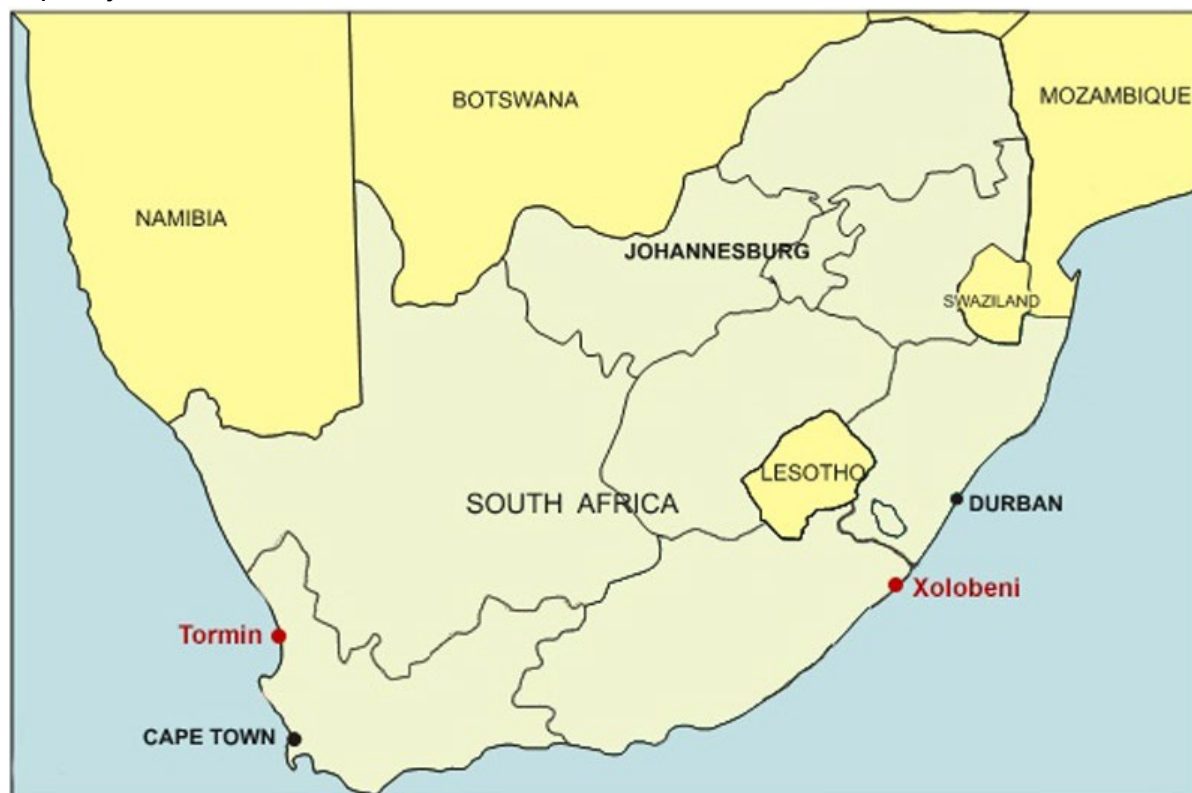 BOTSWANA
MOZAMBIQUE
NAMIBIA
JOHANNESBURG
SWAZILAND
LESOTHO
SOUTH AFRICA
DURBAN
Xolobeni
Tormin
CAPE TOWN